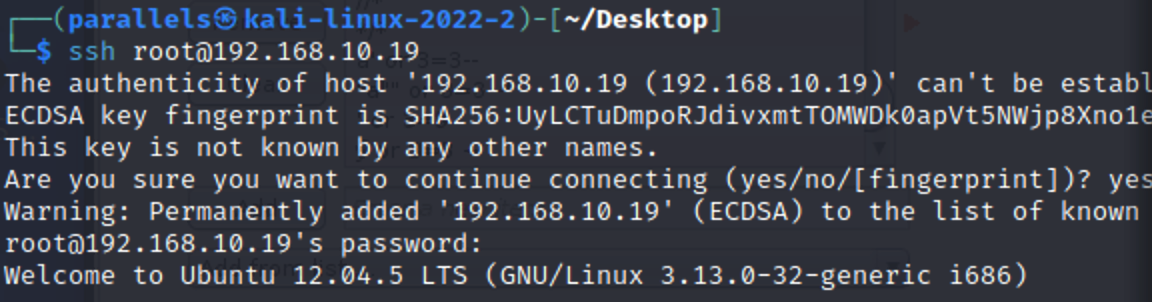 ┌──(parallels㉿kali-linux-2022-2)-[~/Desktop]
└─$ ssh root@192.168.10.19
The authenticity of host '192.168.10.19 (192.168.10.19)' can't be establ
ECDSA key fingerprint is SHA256:UyLCTuDmpoRJdivxmtTOMWDk0apVt5NWjp8Xno1e
This key is not known by any other names.
Are you sure you want to continue connecting (yes/no/[fingerprint])? yes
Warning: Permanently added '192.168.10.19' (ECDSA) to the list of known
root@192.168.10.19's password:
Welcome to Ubuntu 12.04.5 LTS (GNU/Linux 3.13.0-32-generic i686)